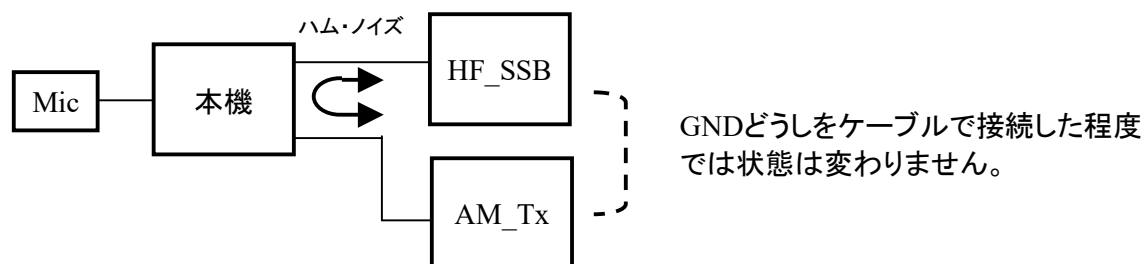 ハム・ノイズ
Mic
本機
HF_SSB
AM_Tx
GNDどうしをケーブルで接続した程度
では状態は変わりません。